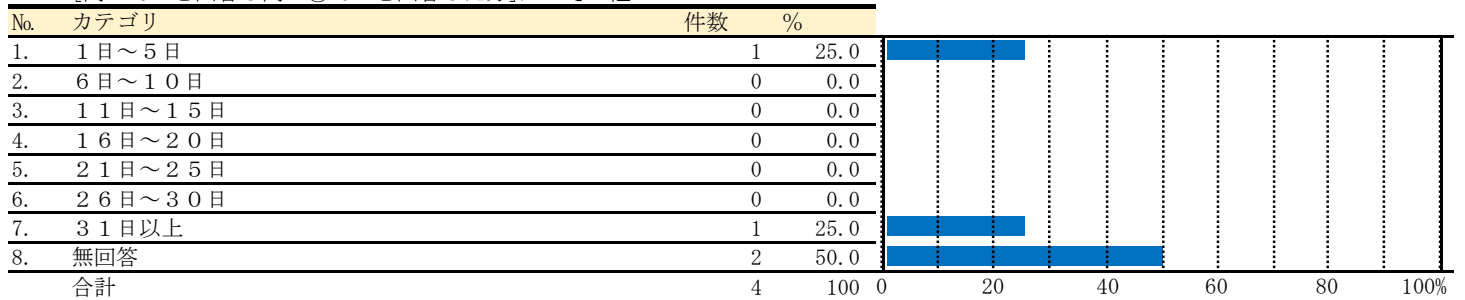 № カテゴリ 件数 %
1. １日～５日 1 25.0
2. ６日～１０日 0 0.0
3. １１日～１５日 0 0.0
4. １６日～２０日 0 0.0
5. ２１日～２５日 0 0.0
6. ２６日～３０日 0 0.0
7. ３１日以上 1 25.0
8. 無回答 2 50.0
合計 4 100 0 20 40 60 80 100%